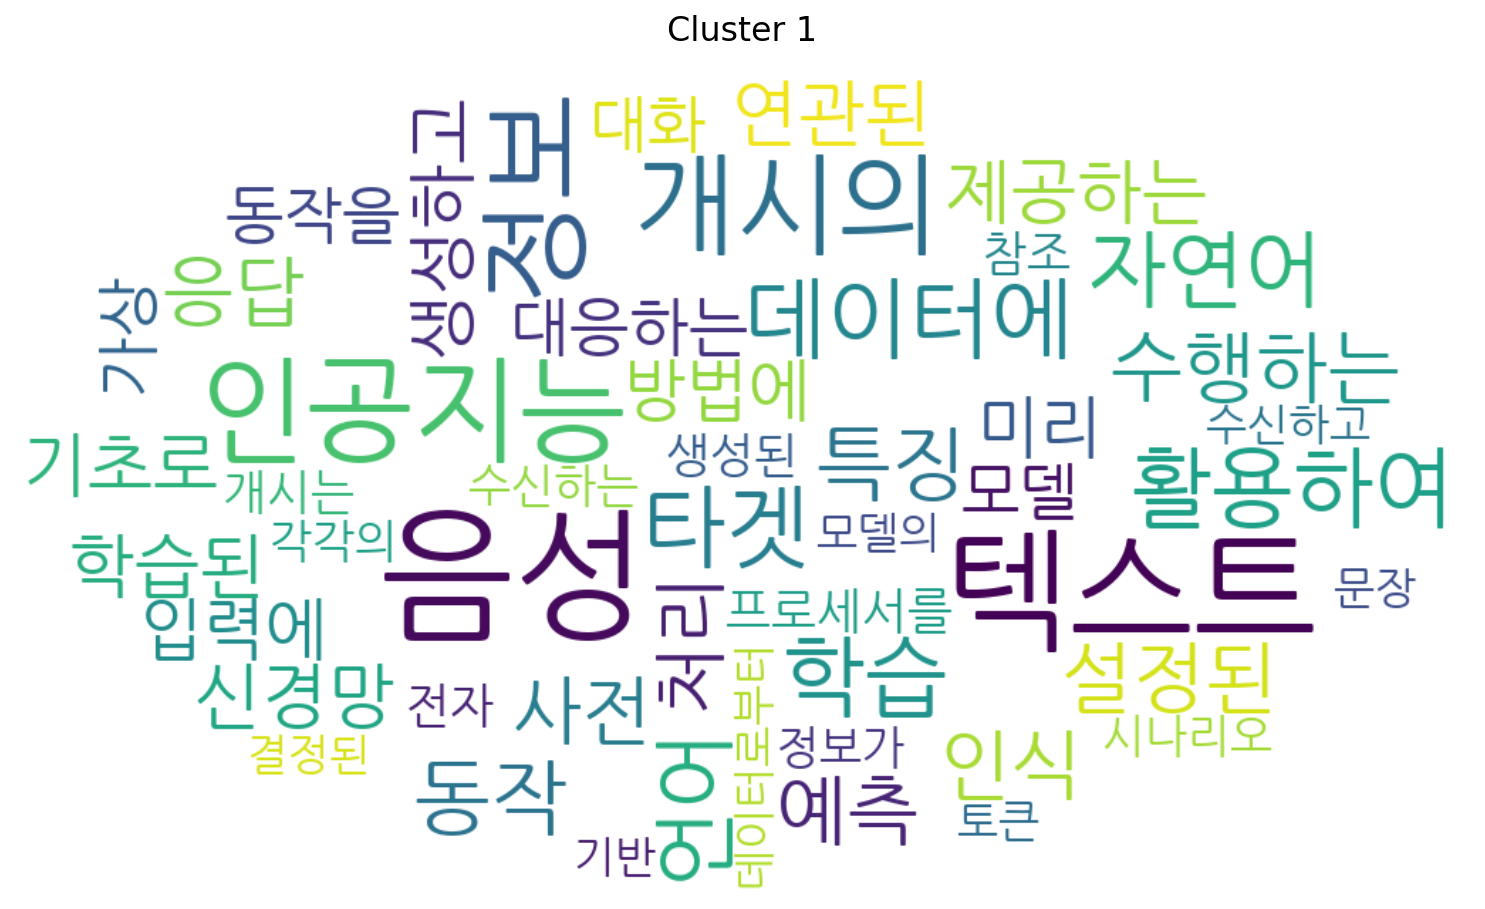 Cluster 1
대화
연관된
정보
생성하고
개시의
제공하는
동작을
참조
자연어
응답
가상
대응하는
데이터에
수행하는
인공지능
방법에
미리
수신하고
기초로
생성된
특징
모델
활용하여
개시는
수신하는
타겟
모델의
각각의
학습된
음성
텍스트
문장
입력에
처리
프로세서를
학습
설정된
신경망
전자
사전
데이터로부터
정보가
인식
시나리오
결정된
동작
언어
예측
토큰
기반